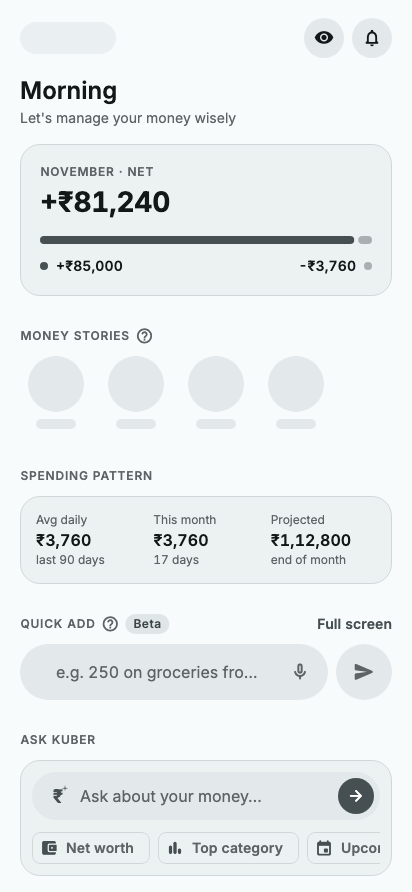 Morning
Let's manage your money wisely
NOVEMBER · NET
+₹81,240
+₹85,000 -₹3,760
MONEY STORIES
SPENDING PATTERN
Avg daily This month Projected
₹3,760 ₹3,760 ₹1,12,800
last 90 days 17 days end of month
QUICK ADD Beta Full screen
e.g. 250 on groceries fro...
ASK KUBER
Ask about your money...
Net worth Top category